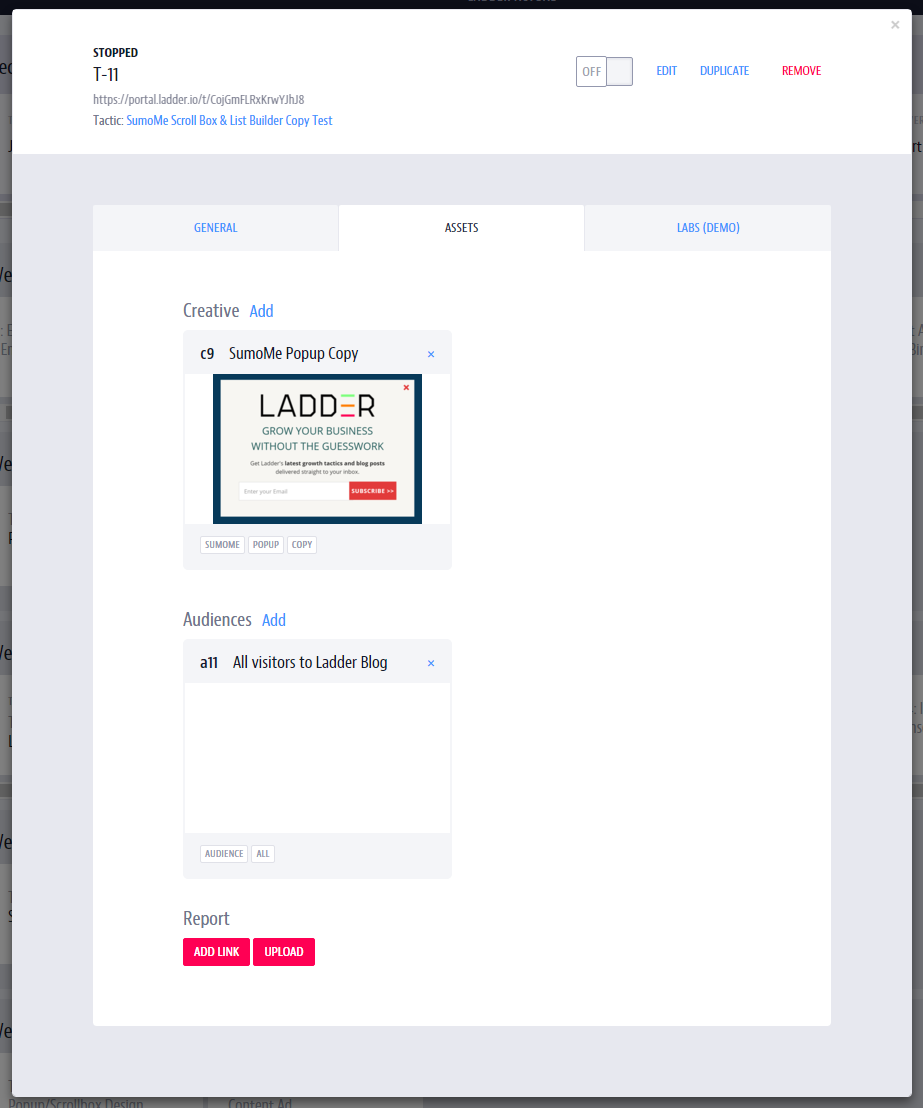 ×
STOPPED
T-11
OFF
EDIT
DUPLICATE
REMOVE
https://portal.ladder.io/t/CojGmFLRxKrwYJhJ8
Tactic: SumoMe Scroll Box & List Builder Copy Test
GENERAL
ASSETS
LABS (DEMO)
Creative Add
c9 SumoMe Popup Copy ×
×
LADDER
GROW YOUR BUSINESS
WITHOUT THE GUESSWORK
Get Ladder's latest growth tactics and blog posts
delivered straight to your inbox.
Enter your Email
SUBSCRIBE >>
SUMOME POPUP COPY
Audiences Add
a11 All visitors to Ladder Blog ×
AUDIENCE ALL
Report
ADD LINK UPLOAD
Popup/Scrollbox Design
Content Ad